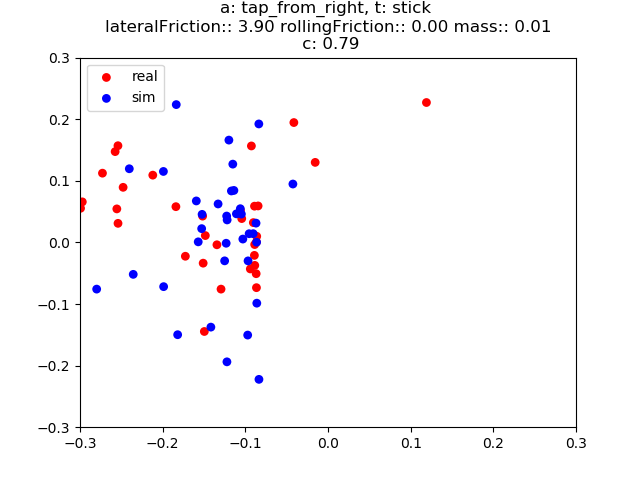 a: tap_from_right, t: stick
lateralFriction:: 3.90 rollingFriction:: 0.00 mass:: 0.01
c: 0.79
real
sim
0.3
0.2
0.1
0.0
−0.1
−0.2
−0.3
−0.3
−0.2
−0.1
0.0
0.1
0.2
0.3